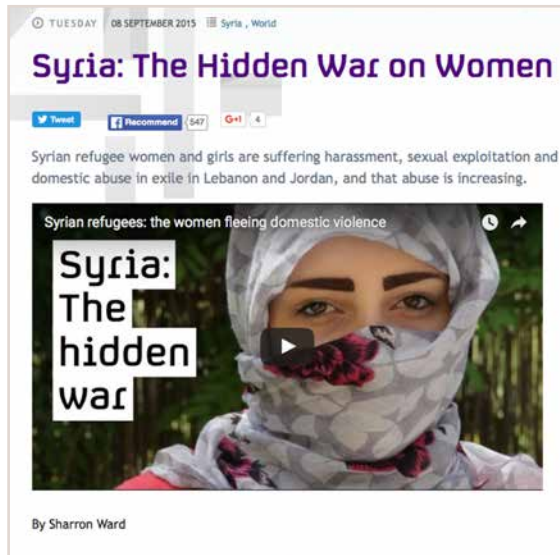 TUESDAY 08 SEPTEMBER 2015 Syria , World
Syria: The Hidden War on Women
Tweet Recommend 547 G+1 4
Syrian refugee women and girls are suffering harassment, sexual exploitation and
domestic abuse in exile in Lebanon and Jordan, and that abuse is increasing.
Syrian refugees: the women fleeing domestic violence
Syria:
The
hidden
war
By Sharron Ward